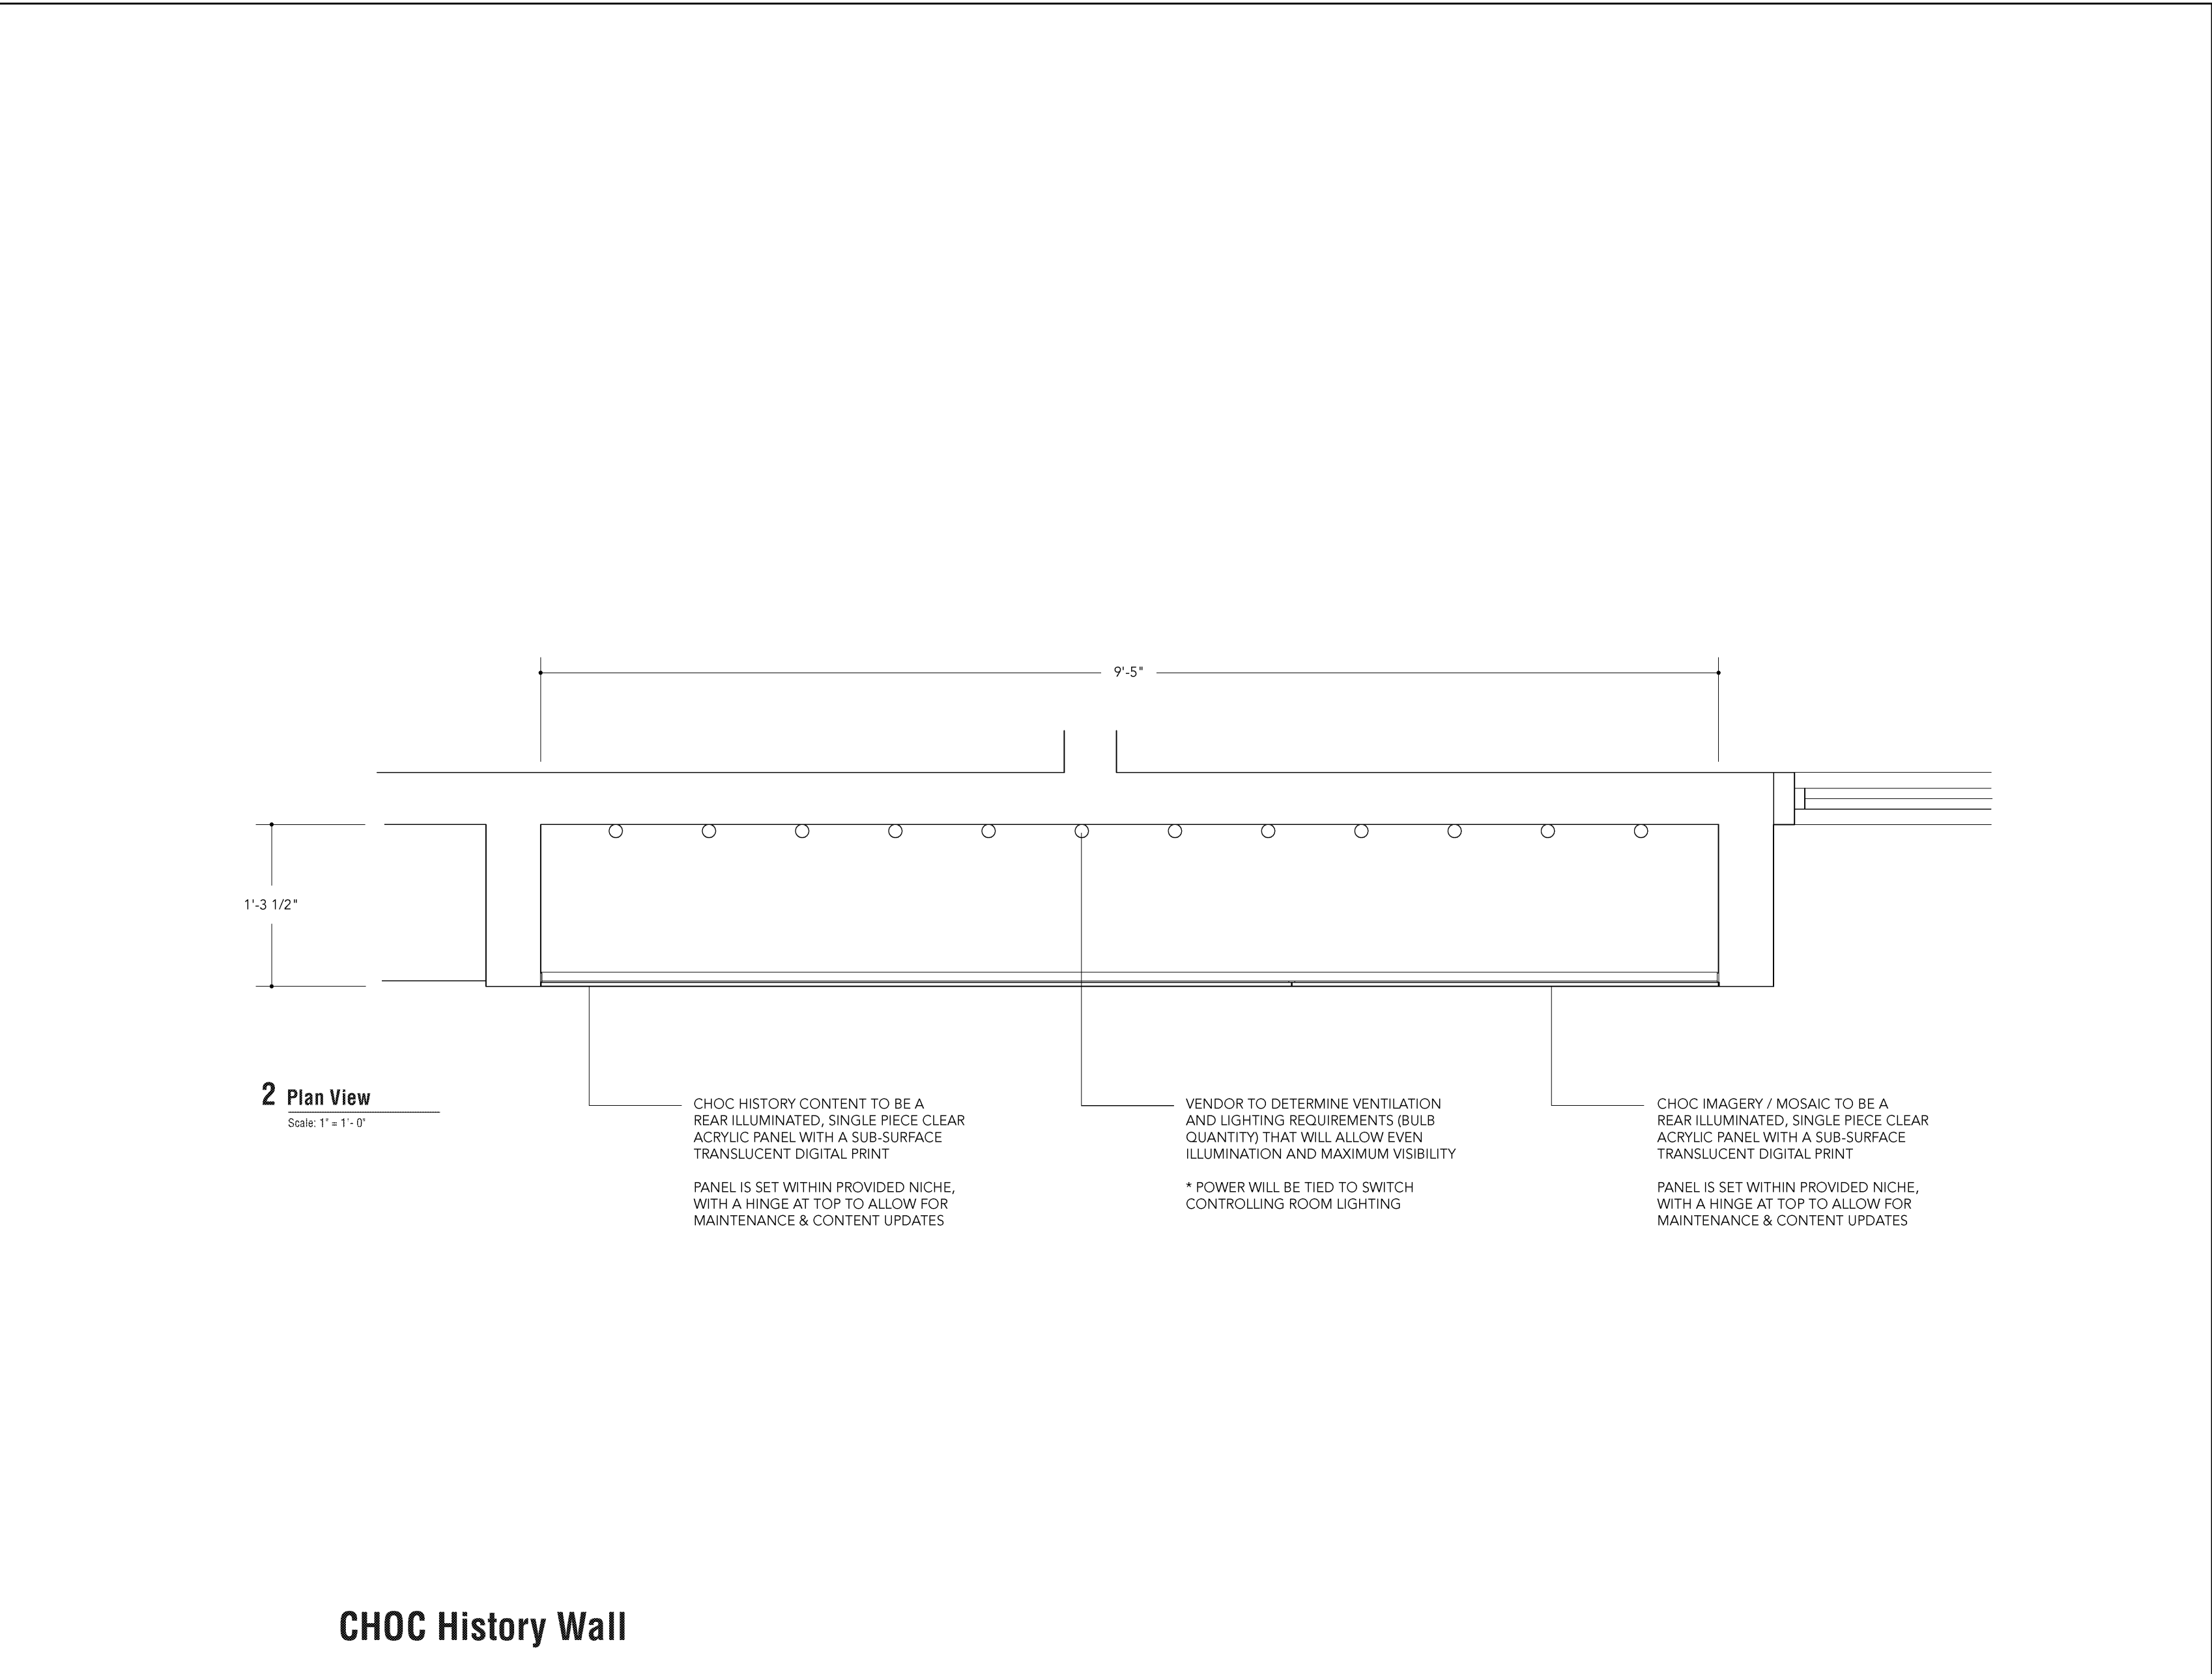 9'-5"
1'-3 1/2"
2 Plan View
Scale: 1" = 1'- 0"
CHOC HISTORY CONTENT TO BE A
REAR ILLUMINATED, SINGLE PIECE CLEAR
ACRYLIC PANEL WITH A SUB-SURFACE
TRANSLUCENT DIGITAL PRINT
PANEL IS SET WITHIN PROVIDED NICHE,
WITH A HINGE AT TOP TO ALLOW FOR
MAINTENANCE & CONTENT UPDATES
VENDOR TO DETERMINE VENTILATION
AND LIGHTING REQUIREMENTS (BULB
QUANTITY) THAT WILL ALLOW EVEN
ILLUMINATION AND MAXIMUM VISIBILITY
* POWER WILL BE TIED TO SWITCH
CONTROLLING ROOM LIGHTING
CHOC IMAGERY / MOSAIC TO BE A
REAR ILLUMINATED, SINGLE PIECE CLEAR
ACRYLIC PANEL WITH A SUB-SURFACE
TRANSLUCENT DIGITAL PRINT
PANEL IS SET WITHIN PROVIDED NICHE,
WITH A HINGE AT TOP TO ALLOW FOR
MAINTENANCE & CONTENT UPDATES
CHOC History Wall